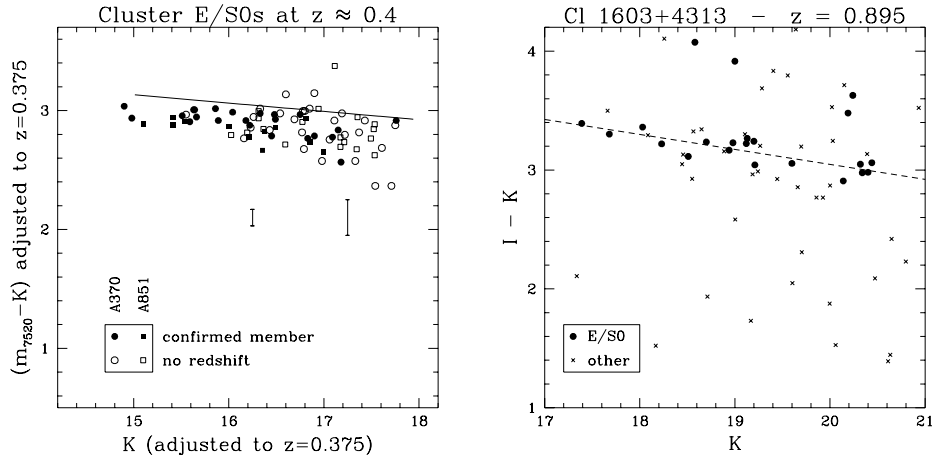 Cluster E/S0s at z ≈ 0.4
(m7520−K) adjusted to z=0.375
3
2
1
A370
A851
confirmed member
no redshift
15 16 17 18
K (adjusted to z=0.375)
Cl 1603+4313 − z = 0.895
I − K
4
3
2
1
E/S0
other
17 18 19 20 21
K